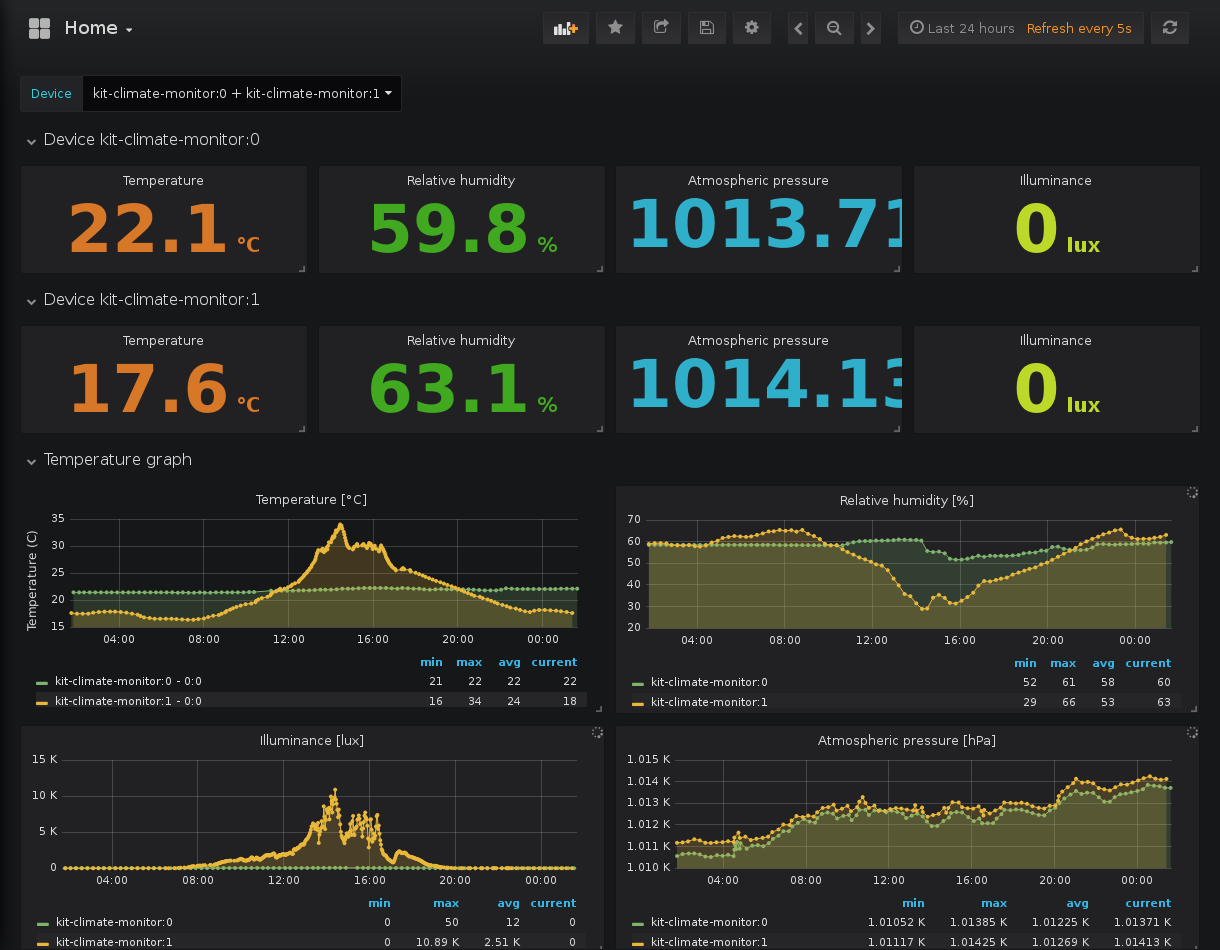 Home
Last 24 hours Refresh every 5s
Device kit-climate-monitor:0 + kit-climate-monitor:1
Device kit-climate-monitor:0
Temperature Relative humidity Atmospheric pressure Illuminance
22.1 °C 59.8 % 1013.71 0 lux
Device kit-climate-monitor:1
Temperature Relative humidity Atmospheric pressure Illuminance
17.6 °C 63.1 % 1014.13 0 lux
Temperature graph
Temperature [°C]
Temperature (C)
35
30
25
20
15
04:00 08:00 12:00 16:00 20:00 00:00
min max avg current
kit-climate-monitor:0 - 0:0 21 22 22 22
kit-climate-monitor:1 - 0:0 16 34 24 18
Relative humidity [%]
70
60
50
40
30
20
04:00 08:00 12:00 16:00 20:00 00:00
min max avg current
kit-climate-monitor:0 52 61 58 60
kit-climate-monitor:1 29 66 53 63
Illuminance [lux]
15 K
10 K
5 K
0
04:00 08:00 12:00 16:00 20:00 00:00
min max avg current
kit-climate-monitor:0 0 50 12 0
kit-climate-monitor:1 0 10.89 K 2.51 K 0
Atmospheric pressure [hPa]
1.015 K
1.014 K
1.013 K
1.012 K
1.011 K
1.010 K
04:00 08:00 12:00 16:00 20:00 00:00
min max avg current
kit-climate-monitor:0 1.01052 K 1.01385 K 1.01225 K 1.01371 K
kit-climate-monitor:1 1.01117 K 1.01425 K 1.01269 K 1.01413 K